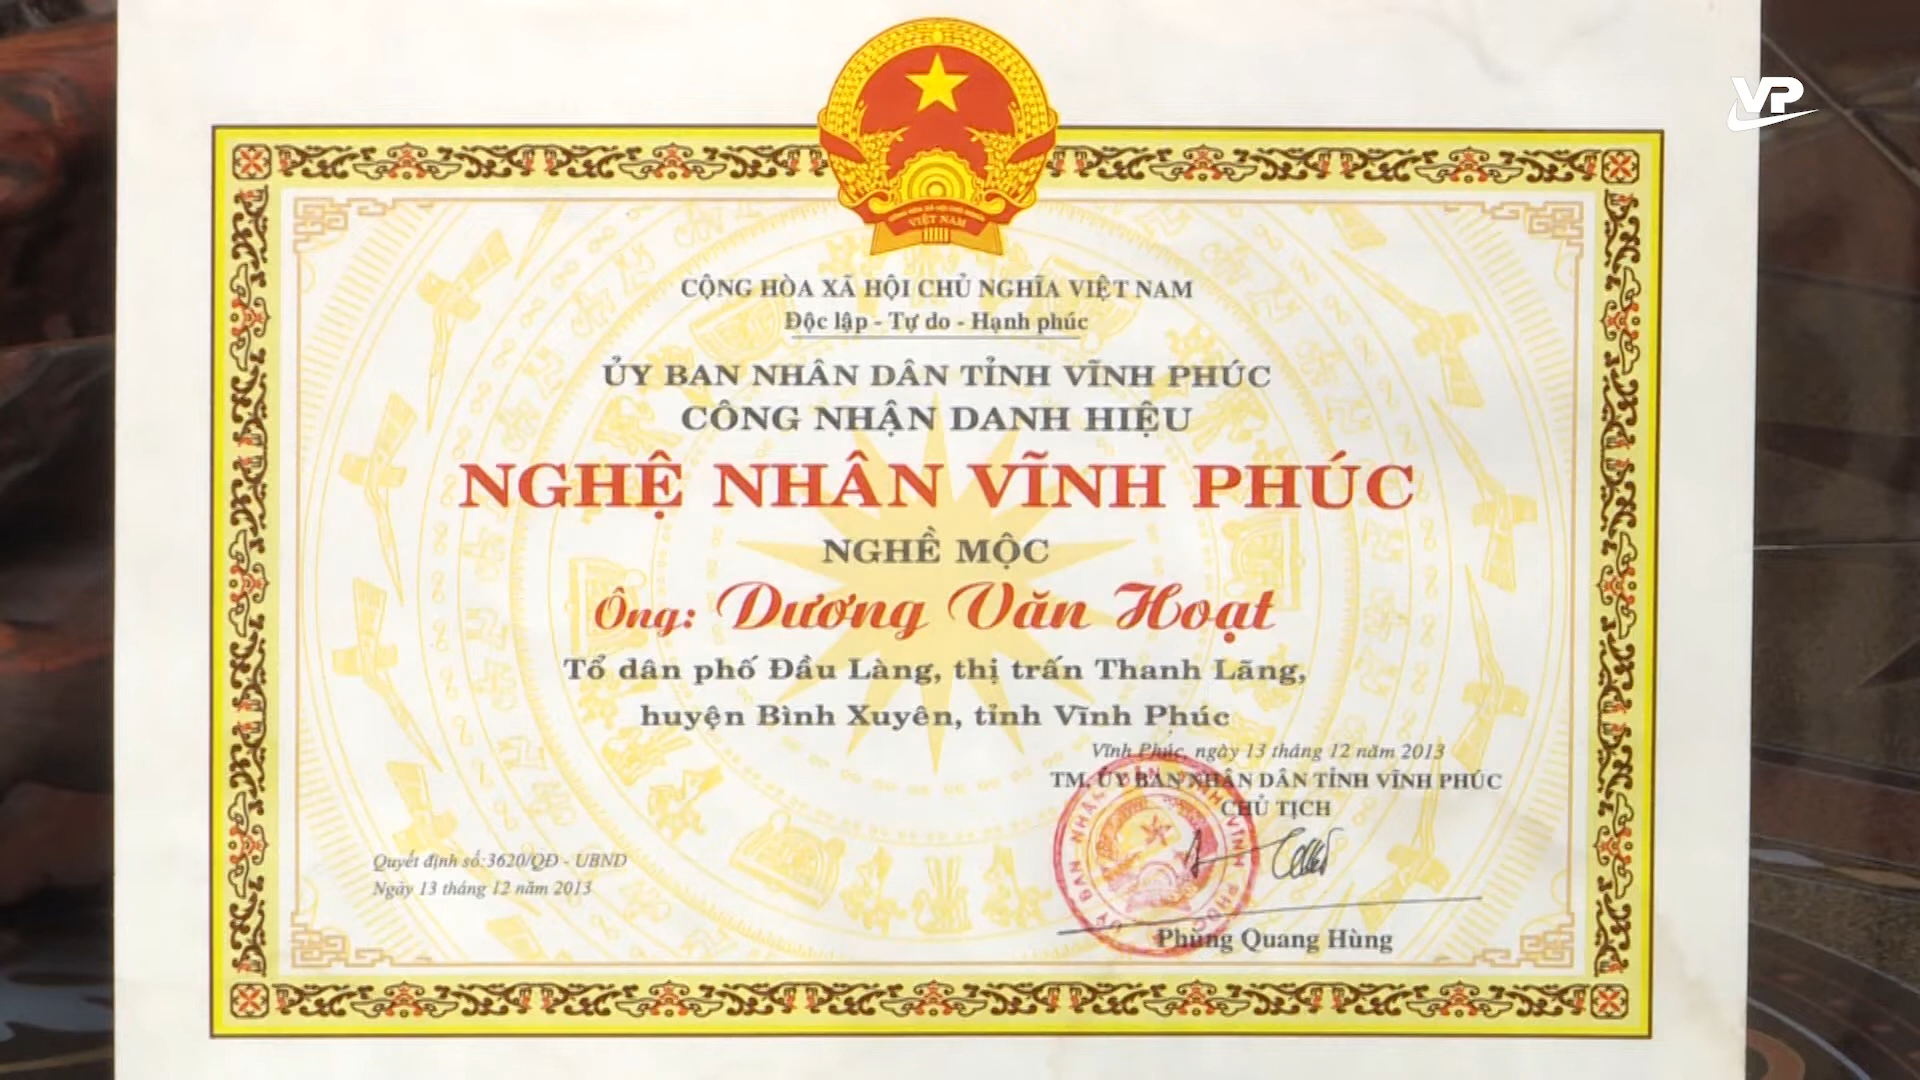 VP
VIỆT NAM
CỘNG HÒA XÃ HỘI CHỦ NGHĨA VIỆT NAM
Độc lập - Tự do - Hạnh phúc
ỦY BAN NHÂN DÂN TỈNH VĨNH PHÚC
CÔNG NHẬN DANH HIỆU
NGHỆ NHÂN VĨNH PHÚC
NGHỀ MỘC
Ông: Dương Văn Hoạt
Tổ dân phố Đầu Làng, thị trấn Thanh Lãng,
huyện Bình Xuyên, tỉnh Vĩnh Phúc
Vĩnh Phúc, ngày 13 tháng 12 năm 2013
TM. ỦY BAN NHÂN DÂN TỈNH VĨNH PHÚC
CHỦ TỊCH
Quyết định số:3620/QĐ - UBND
Ngày 13 tháng 12 năm 2013
Phùng Quang Hùng